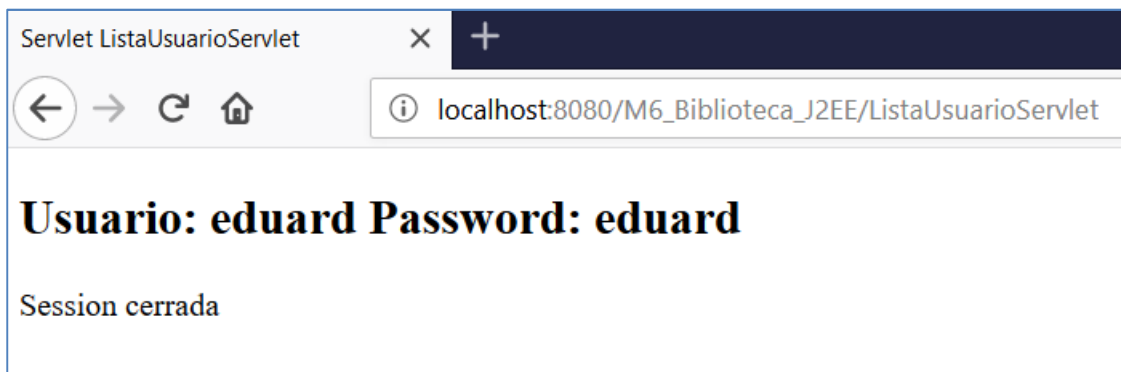 Servlet ListaUsuarioServlet
localhost:8080/M6_Biblioteca_J2EE/ListaUsuarioServlet
Usuario: eduard Password: eduard
Session cerrada